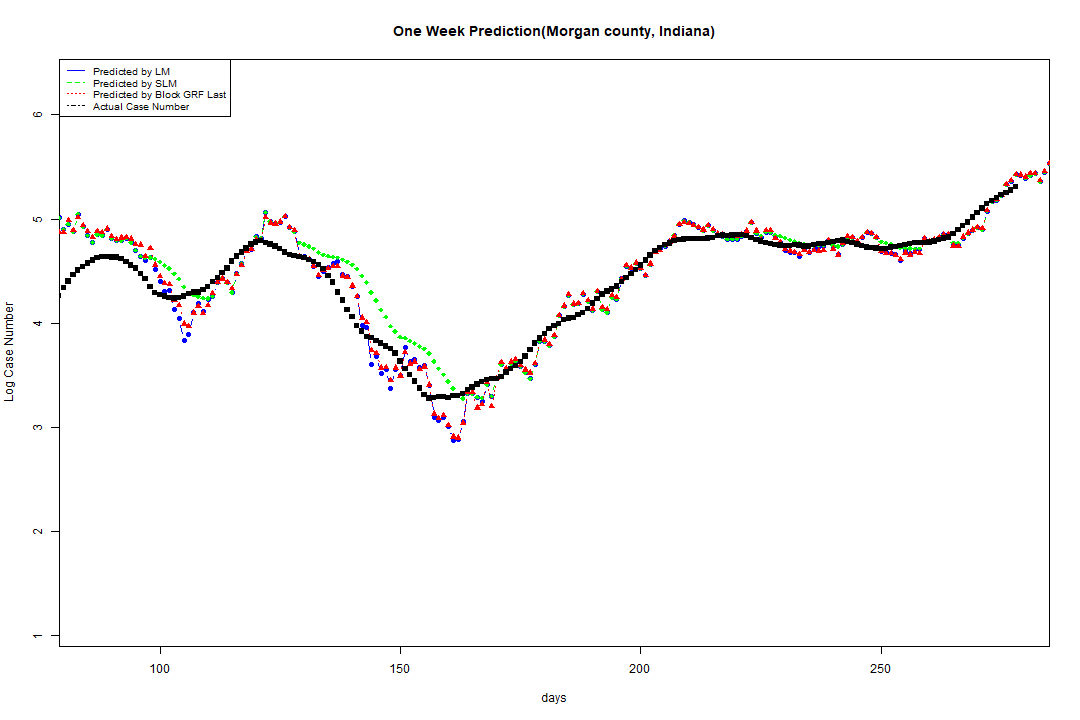 One Week Prediction(Morgan county, Indiana)
Predicted by LM
Predicted by SLM
Predicted by Block GRF Last
Actual Case Number
6
5
4
3
2
1
Log Case Number
100 150 200 250
days